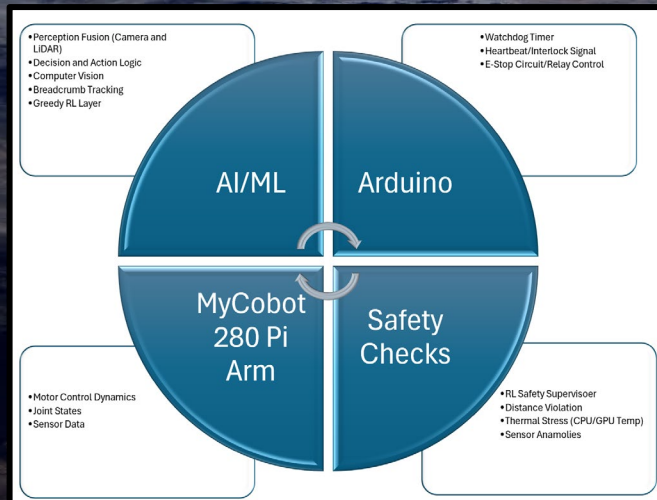 •Perception Fusion (Camera and
LiDAR)
•Decision and Action Logic
•Computer Vision
•Breadcrumb Tracking
•Greedy RL Layer
•Watchdog Timer
•Heartbeat/Interlock Signal
•E-Stop Circuit/Relay Control
AI/ML
Arduino
MyCobot
280 Pi
Arm
Safety
Checks
•Motor Control Dynamics
•Joint States
•Sensor Data
•RL Safety Supervisoer
•Distance Violation
•Thermal Stress (CPU/GPU Temp)
•Sensor Anamolies